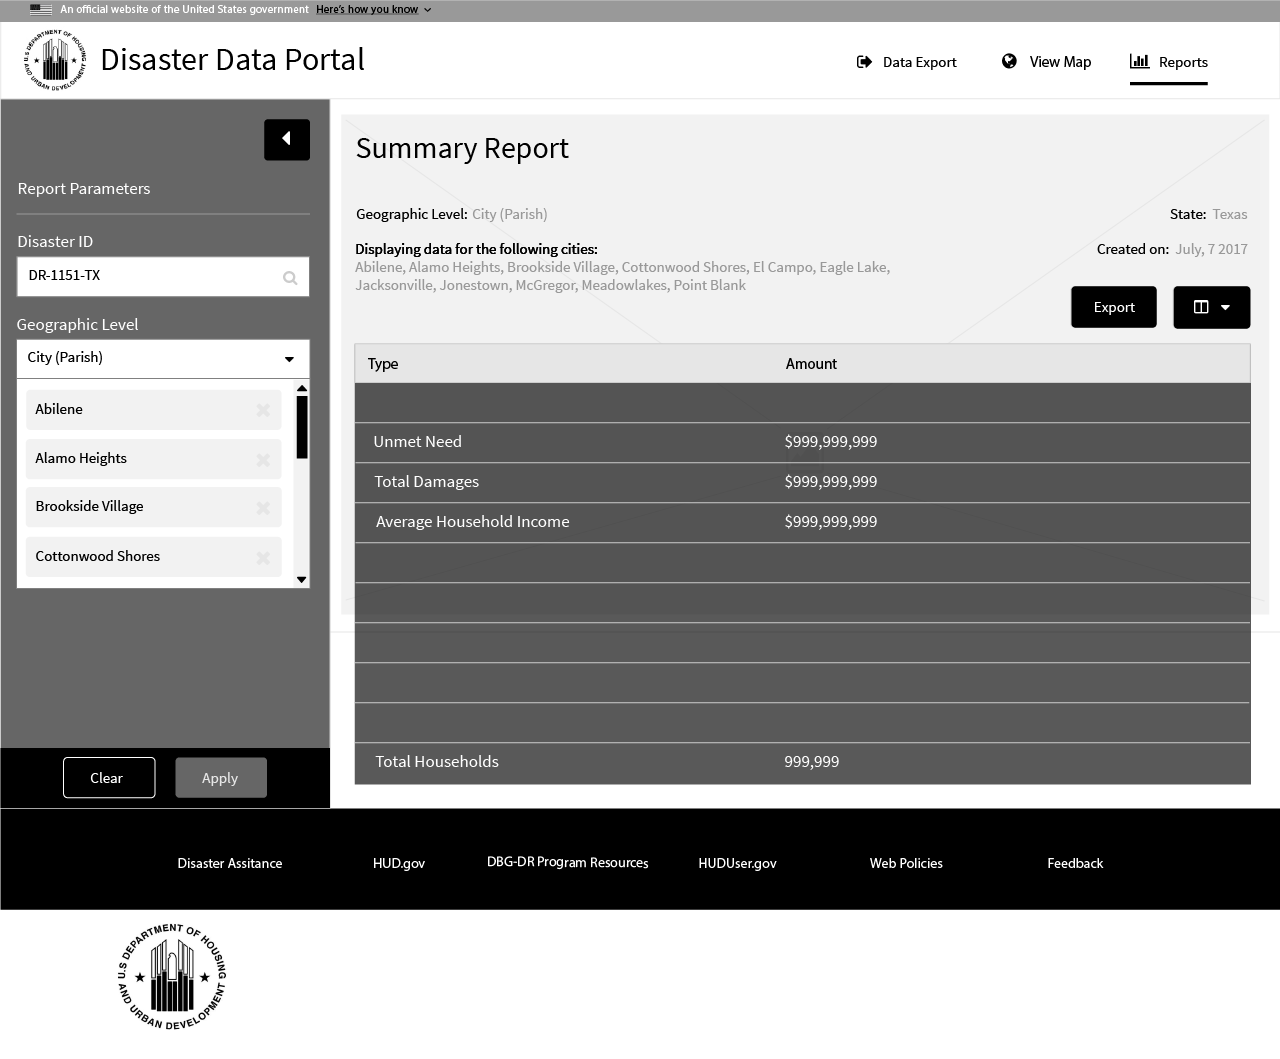 An official website of the United States government Here's how you know
U.S DEPARTMENT OF HOUSING AND URBAN DEVELOPMENT
Disaster Data Portal
Data Export
View Map
Reports
Report Parameters
Disaster ID
DR-1151-TX
Geographic Level
City (Parish)
Abilene
Alamo Heights
Brookside Village
Cottonwood Shores
Clear
Apply
Summary Report
Geographic Level: City (Parish)
State: Texas
Displaying data for the following cities:
Created on: July, 7 2017
Abilene, Alamo Heights, Brookside Village, Cottonwood Shores, El Campo, Eagle Lake,
Jacksonville, Jonestown, McGregor, Meadowlakes, Point Blank
Export
Type Amount
Unmet Need $999,999,999
Total Damages $999,999,999
Average Household Income $999,999,999
Total Households 999,999
Disaster Assitance
HUD.gov
DBG-DR Program Resources
HUDUser.gov
Web Policies
Feedback
U.S DEPARTMENT OF HOUSING AND URBAN DEVELOPMENT